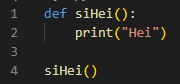 1 def siHei():
2     print("Hei")
3
4 siHei()